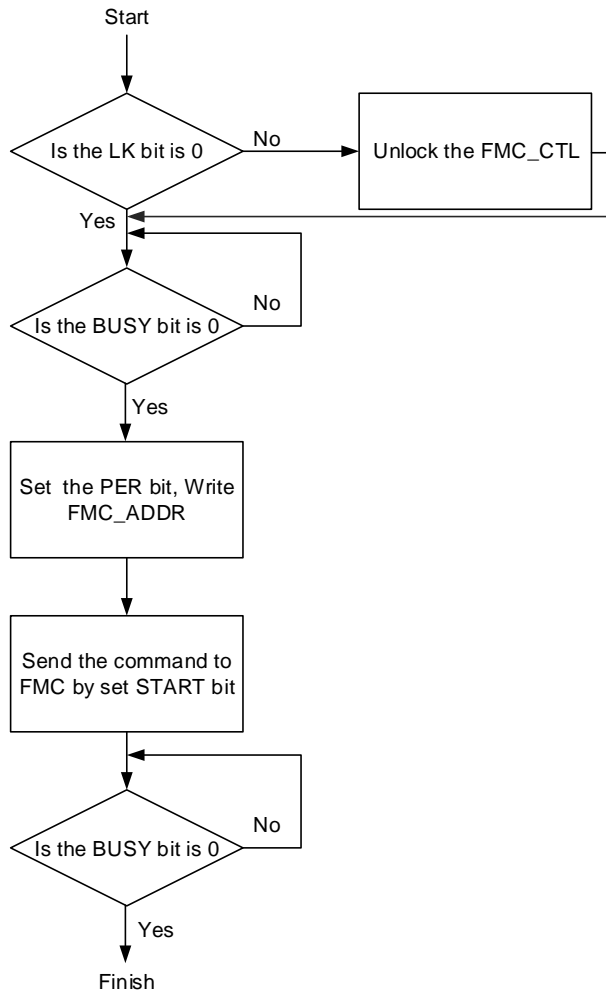 Start
Is the LK bit is 0
No
Unlock the FMC_CTL
Yes
No
Is the BUSY bit is 0
Yes
Set  the PER bit, Write
FMC_ADDR
Send the command to
FMC by set START bit
No
Is the BUSY bit is 0
Yes
Finish